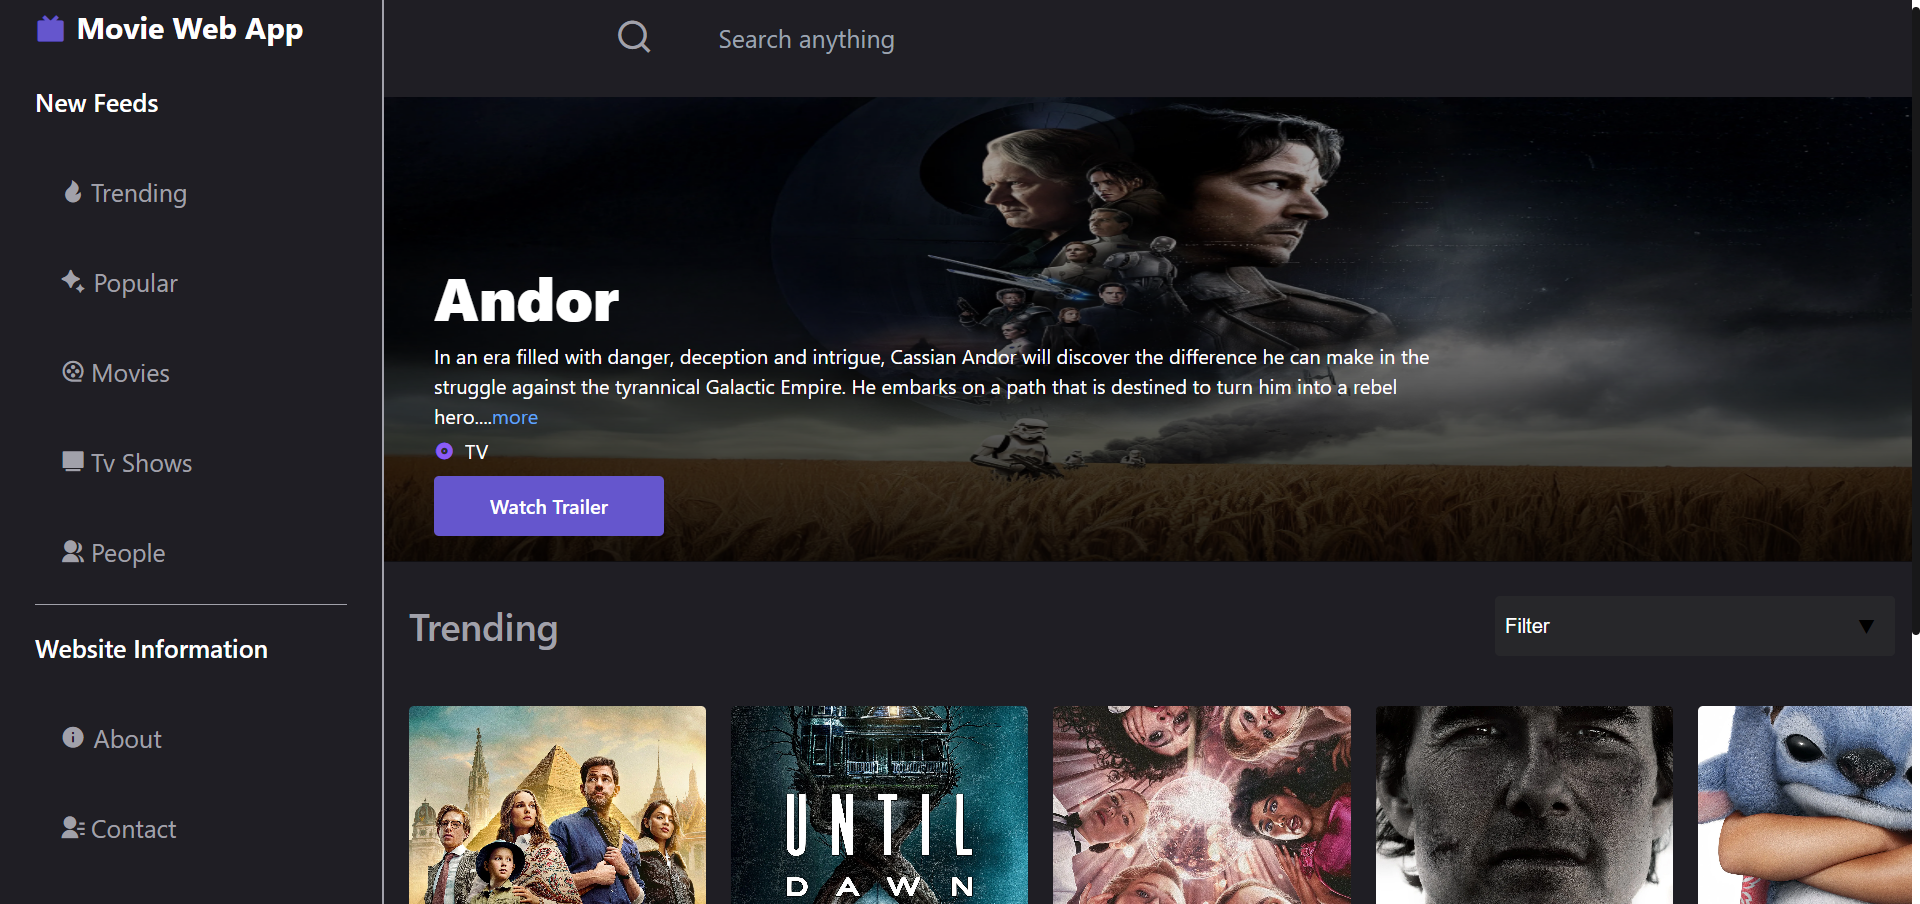 Movie Web App
New Feeds
Trending
Popular
Movies
Tv Shows
People
Website Information
About
Contact
Search anything
Andor
In an era filled with danger, deception and intrigue, Cassian Andor will discover the difference he can make in the
struggle against the tyrannical Galactic Empire. He embarks on a path that is destined to turn him into a rebel
hero....more
TV
Watch Trailer
Trending
Filter
UNTIL
DAWN